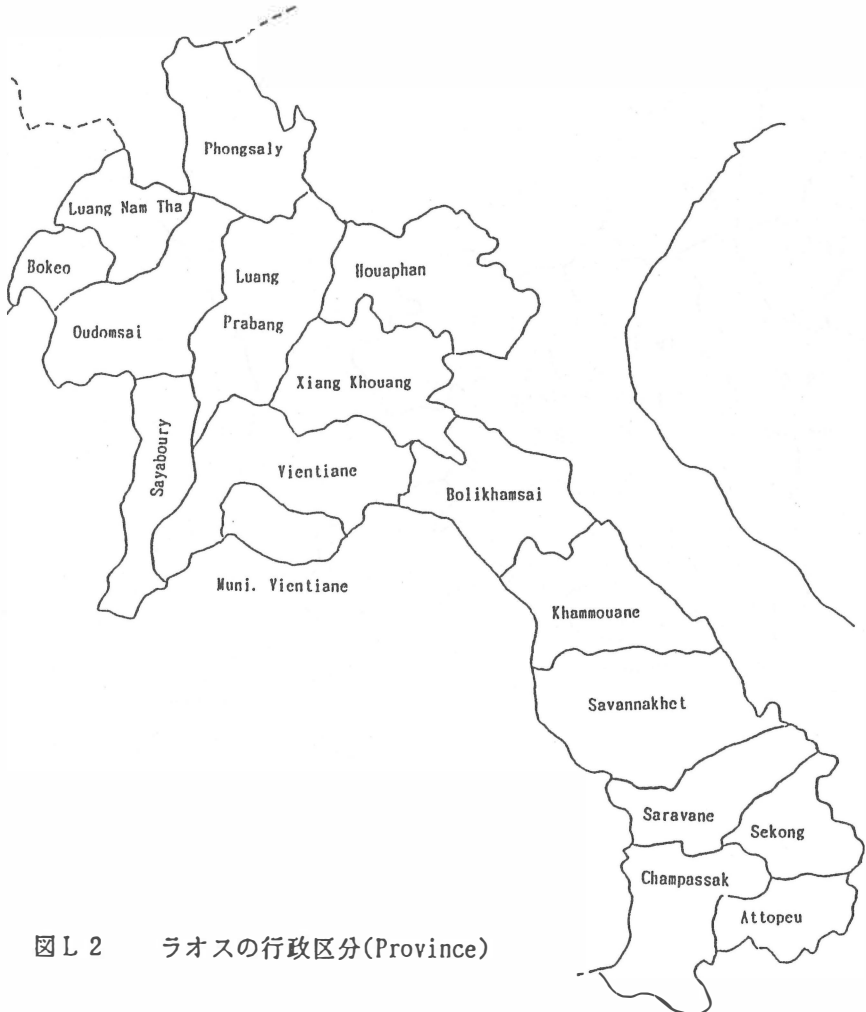 Phongsaly
Luang Nam Tha
Bokeo
Luang
Prabang
Houaphan
Oudomsai
Xiang Khouang
Sayaboury
Vientiane
Bolikhamsai
Muni. Vientiane
Khammouane
Savannakhet
Saravane
Sekong
Champassak
Attopeu
図L2 ラオスの行政区分(Province)